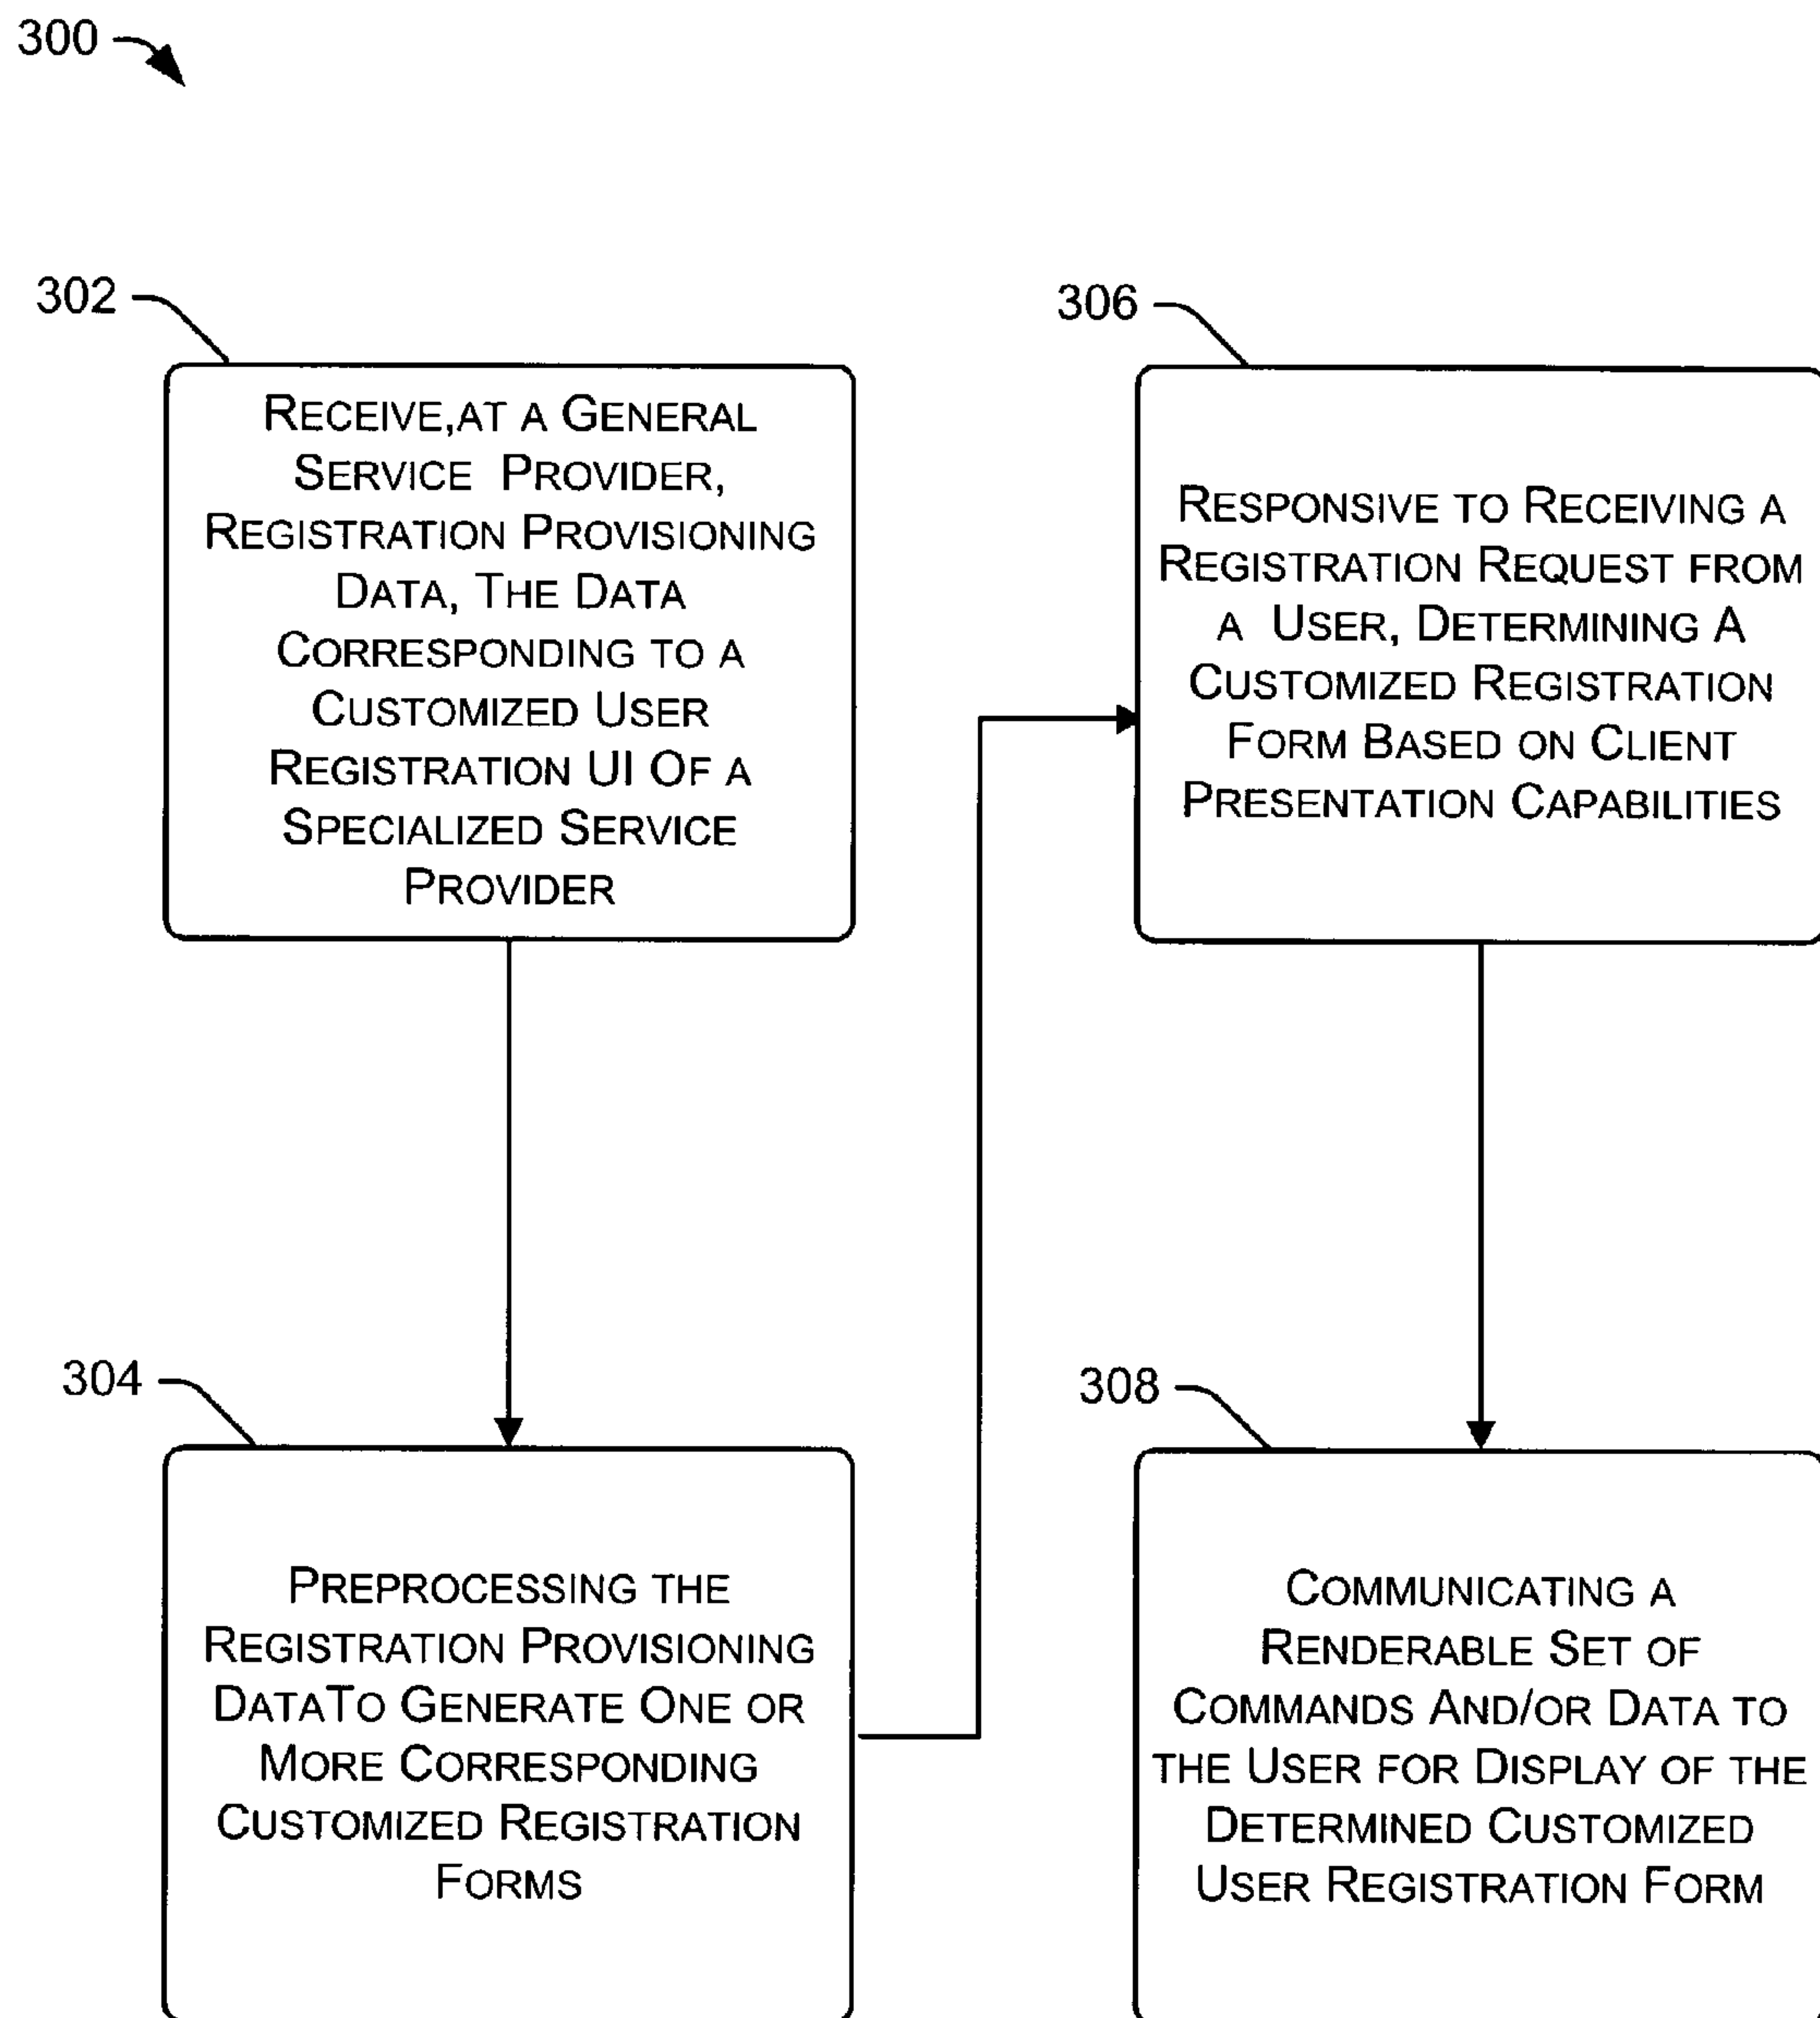 300
302
RECEIVE,AT A GENERAL
SERVICE PROVIDER,
REGISTRATION PROVISIONING
DATA, THE DATA
CORRESPONDING TO A
CUSTOMIZED USER
REGISTRATION UI OF A
SPECIALIZED SERVICE
PROVIDER
304
PREPROCESSING THE
REGISTRATION PROVISIONING
DATATO GENERATE ONE OR
MORE CORRESPONDING
CUSTOMIZED REGISTRATION
FORMS
306
RESPONSIVE TO RECEIVING A
REGISTRATION REQUEST FROM
A USER, DETERMINING A
CUSTOMIZED REGISTRATION
FORM BASED ON CLIENT
PRESENTATION CAPABILITIES
308
COMMUNICATING A
RENDERABLE SET OF
COMMANDS AND/OR DATA TO
THE USER FOR DISPLAY OF THE
DETERMINED CUSTOMIZED
USER REGISTRATION FORM